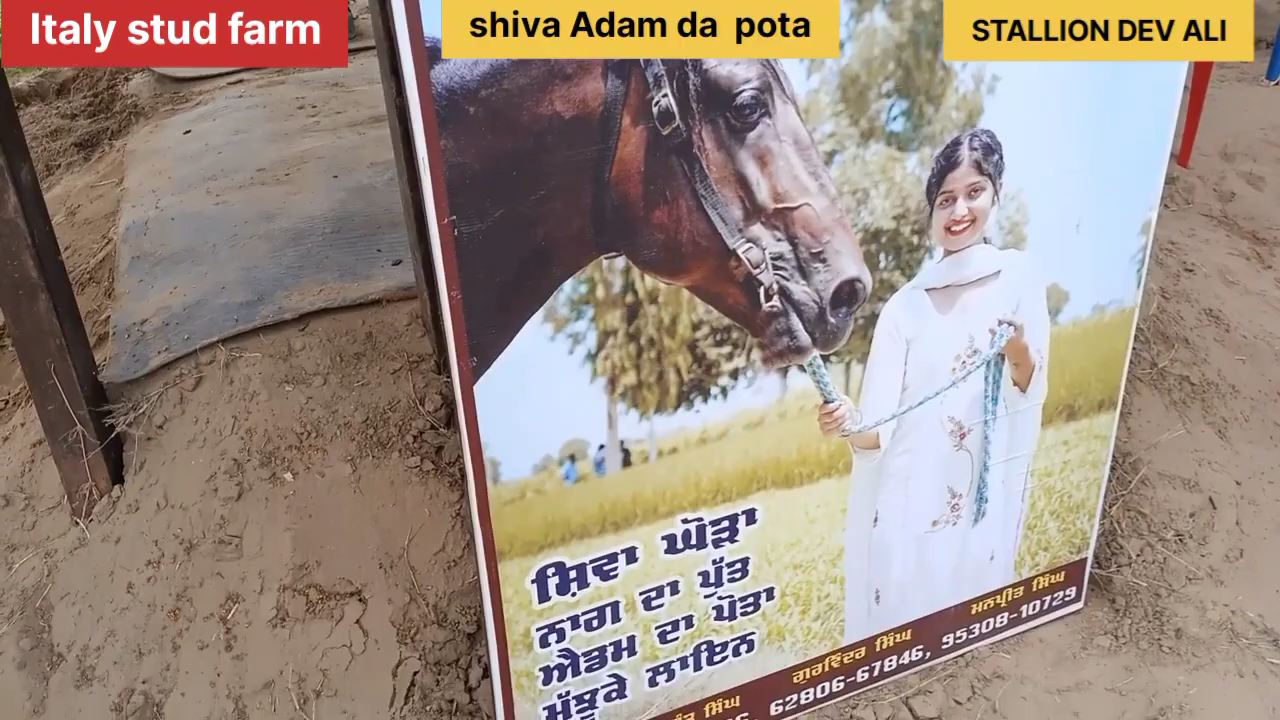 Italy stud farm
shiva Adam da pota
STALLION DEV ALI
ਸ਼ਿਵਾ ਘੋੜਾ
ਨਾਗ ਦਾ ਪੁੱਤ
ਐਡਮ ਦਾ ਪੋਤਾ
ਲਾਇਨ
ਸਿੰਘ ਗੁਰਵਿੰਦਰ ਸਿੰਘ ਮਨਪ੍ਰੀਤ ਸਿੰਘ
62806-67846, 95308-10729